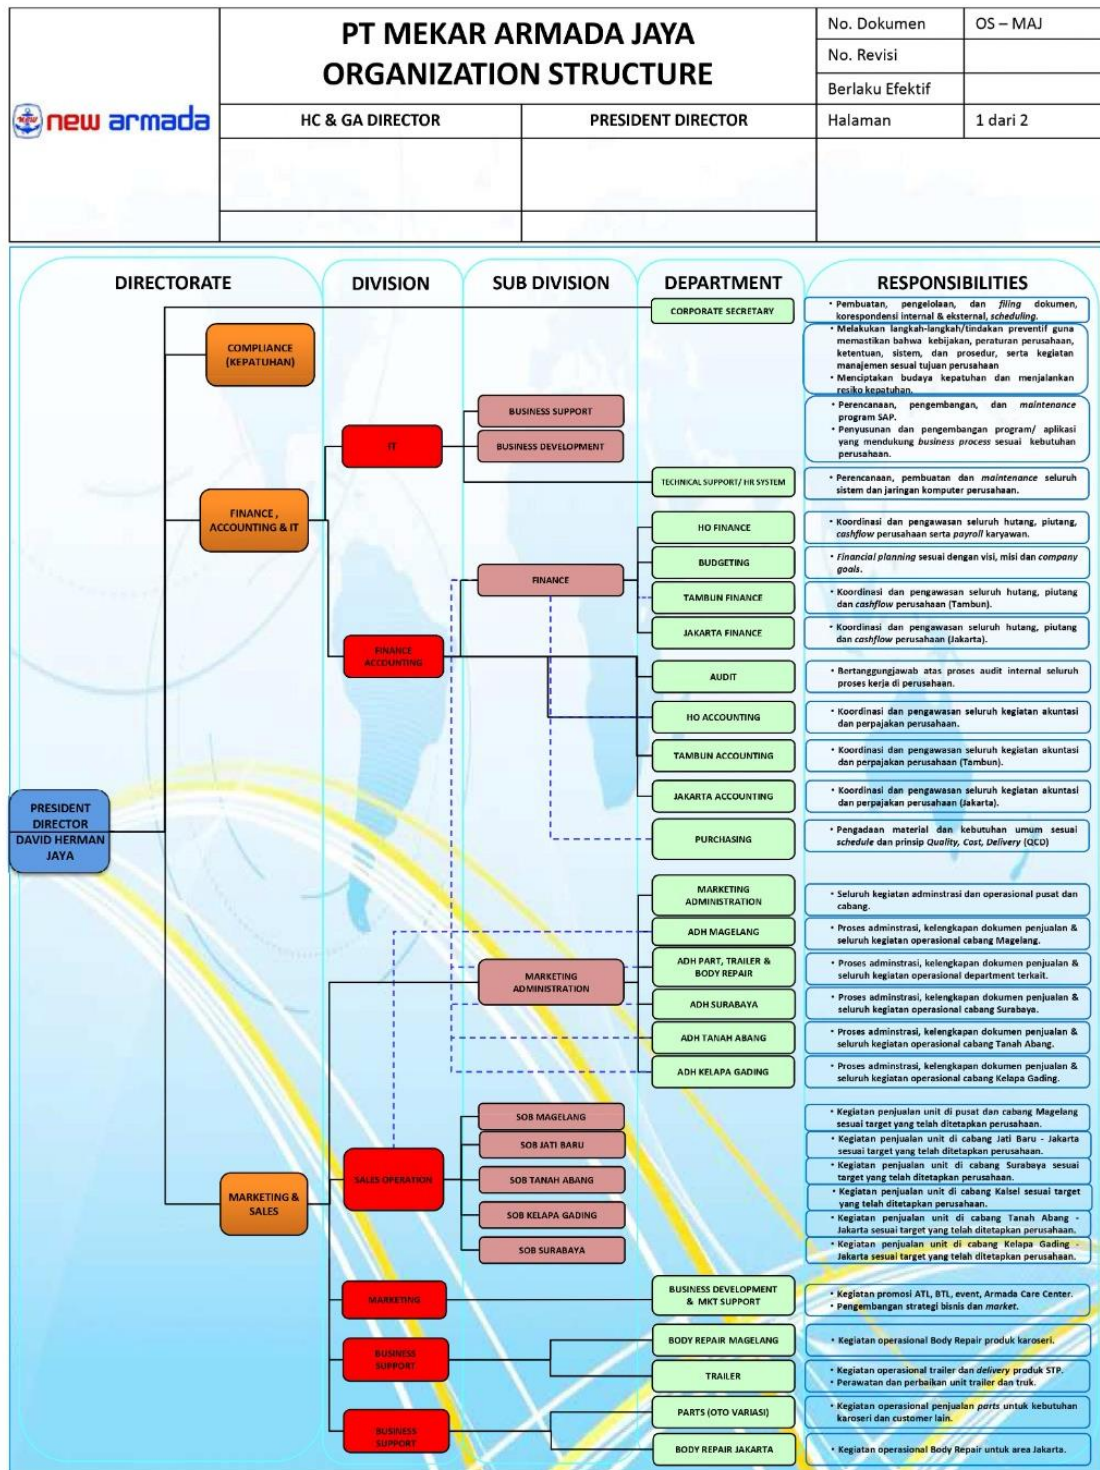 PT MEKAR ARMADA JAYA
ORGANIZATION STRUCTURE
No. Dokumen OS – MAJ
No. Revisi
Berlaku Efektif
Halaman 1 dari 2
NEW
new armada
HC & GA DIRECTOR
PRESIDENT DIRECTOR
DIRECTORATE
DIVISION
SUB DIVISION
DEPARTMENT
RESPONSIBILITIES
CORPORATE SECRETARY
• Pembuatan, pengelolaan, dan filing dokumen,
korespondensi internal & eksternal, scheduling.
COMPLIANCE
(KEPATUHAN)
• Melakukan langkah-langkah/tindakan preventif guna
memastikan bahwa kebijakan, peraturan perusahaan,
ketentuan, sistem, dan prosedur, serta kegiatan
manajemen sesuai tujuan perusahaan
• Menciptakan budaya kepatuhan dan menjalankan
resiko kepatuhan.
BUSINESS SUPPORT
IT
BUSINESS DEVELOPMENT
• Perencanaan, pengembangan, dan maintenance
program SAP.
• Penyusunan dan pengembangan program/ aplikasi
yang mendukung business process sesuai kebutuhan
perusahaan.
TECHNICAL SUPPORT/ HR SYSTEM
• Perencanaan, pembuatan dan maintenance seluruh
sistem dan jaringan komputer perusahaan.
FINANCE ,
ACCOUNTING & IT
HO FINANCE
• Koordinasi dan pengawasan seluruh hutang, piutang,
cashflow perusahaan serta payroll karyawan.
BUDGETING
• Financial planning sesuai dengan visi, misi dan company
goals.
FINANCE
TAMBUN FINANCE
• Koordinasi dan pengawasan seluruh hutang, piutang
dan cashflow perusahaan (Tambun).
JAKARTA FINANCE
• Koordinasi dan pengawasan seluruh hutang, piutang
dan cashflow perusahaan (Jakarta).
FINANCE
ACCOUNTING
AUDIT
• Bertanggungjawab atas proses audit internal seluruh
proses kerja di perusahaan.
HO ACCOUNTING
• Koordinasi dan pengawasan seluruh kegiatan akuntasi
dan perpajakan perusahaan.
TAMBUN ACCOUNTING
• Koordinasi dan pengawasan seluruh kegiatan akuntasi
dan perpajakan perusahaan (Tambun).
JAKARTA ACCOUNTING
• Koordinasi dan pengawasan seluruh kegiatan akuntasi
dan perpajakan perusahaan (Jakarta).
PRESIDENT
DIRECTOR
DAVID HERMAN
JAYA
PURCHASING
• Pengadaan material dan kebutuhan umum sesuai
schedule dan prinsip Quality, Cost, Delivery (QCD)
MARKETING
ADMINISTRATION
• Seluruh kegiatan adminstrasi dan operasional pusat dan
cabang.
ADH MAGELANG
• Proses adminstrasi, kelengkapan dokumen penjualan &
seluruh kegiatan operasional cabang Magelang.
MARKETING
ADMINISTRATION
ADH PART, TRAILER &
BODY REPAIR
• Proses adminstrasi, kelengkapan dokumen penjualan &
seluruh kegiatan operasional department terkait.
ADH SURABAYA
• Proses adminstrasi, kelengkapan dokumen penjualan &
seluruh kegiatan operasional cabang Surabaya.
ADH TANAH ABANG
• Proses adminstrasi, kelengkapan dokumen penjualan &
seluruh kegiatan operasional cabang Tanah Abang.
ADH KELAPA GADING
• Proses adminstrasi, kelengkapan dokumen penjualan &
seluruh kegiatan operasional cabang Kelapa Gading.
MARKETING &
SALES
SALES OPERATION
SOB MAGELANG
SOB JATI BARU
SOB TANAH ABANG
SOB KELAPA GADING
SOB SURABAYA
• Kegiatan penjualan unit di pusat dan cabang Magelang
sesuai target yang telah ditetapkan perusahaan.
• Kegiatan penjualan unit di cabang Jati Baru - Jakarta
sesuai target yang telah ditetapkan perusahaan.
• Kegiatan penjualan unit di cabang Surabaya sesuai
target yang telah ditetapkan perusahaan.
• Kegiatan penjualan unit di cabang Kalsel sesuai target
yang telah ditetapkan perusahaan.
• Kegiatan penjualan unit di cabang Tanah Abang -
Jakarta sesuai target yang telah ditetapkan perusahaan.
• Kegiatan penjualan unit di cabang Kelapa Gading -
Jakarta sesuai target yang telah ditetapkan perusahaan.
MARKETING
BUSINESS DEVELOPMENT
& MKT SUPPORT
• Kegiatan promosi ATL, BTL, event, Armada Care Center.
• Pengembangan strategi bisnis dan market.
BUSINESS
SUPPORT
BODY REPAIR MAGELANG
• Kegiatan operasional Body Repair produk karoseri.
TRAILER
• Kegiatan operasional trailer dan delivery produk STP.
• Perawatan dan perbaikan unit trailer dan truk.
BUSINESS
SUPPORT
PARTS (OTO VARIASI)
• Kegiatan operasional penjualan parts untuk kebutuhan
karoseri dan customer lain.
BODY REPAIR JAKARTA
• Kegiatan operasional Body Repair untuk area Jakarta.